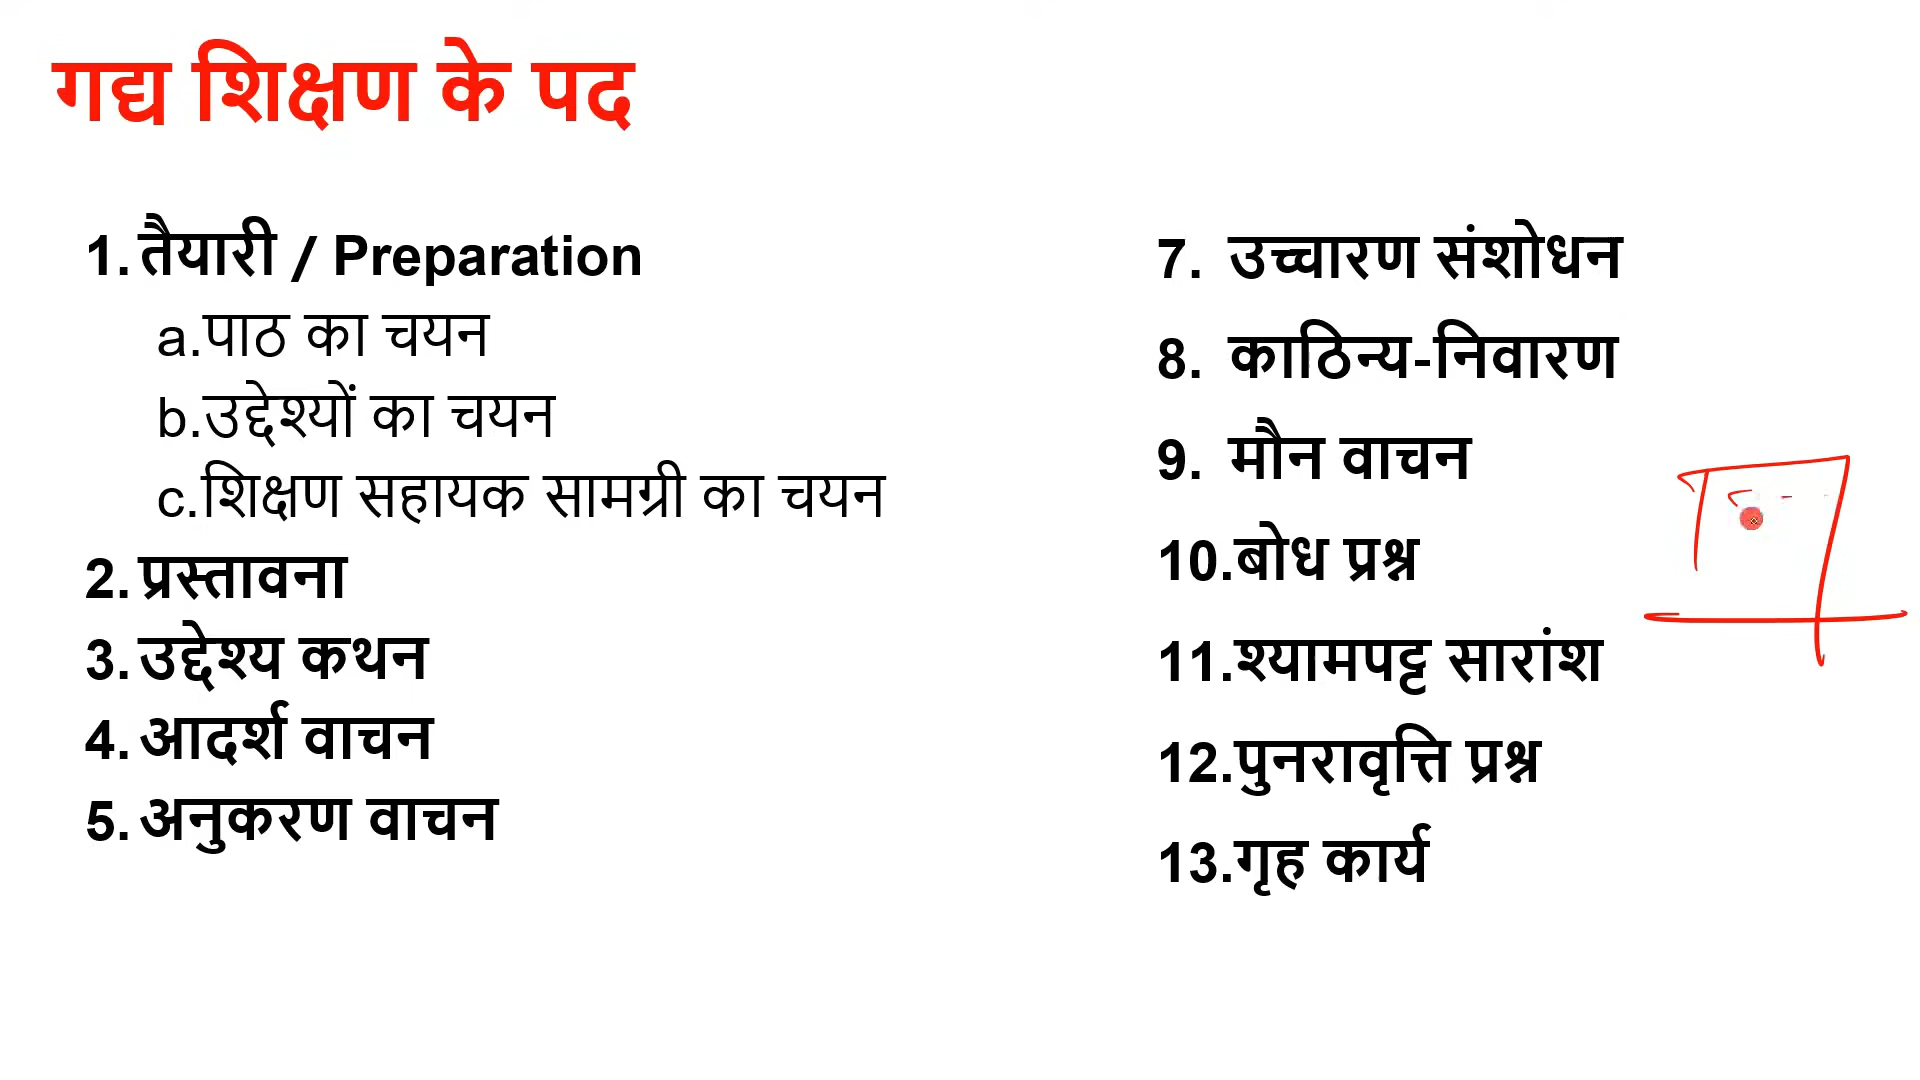 गद्य शिक्षण के पद
1. तैयारी / Preparation
a.पाठ का चयन
b.उद्देश्यों का चयन
c.शिक्षण सहायक सामग्री का चयन
2. प्रस्तावना
3. उद्देश्य कथन
4. आदर्श वाचन
5. अनुकरण वाचन
7. उच्चारण संशोधन
8. काठिन्य-निवारण
9. मौन वाचन
10.बोध प्रश्न
11.श्यामपट्ट सारांश
12.पुनरावृत्ति प्रश्न
13.गृह कार्य